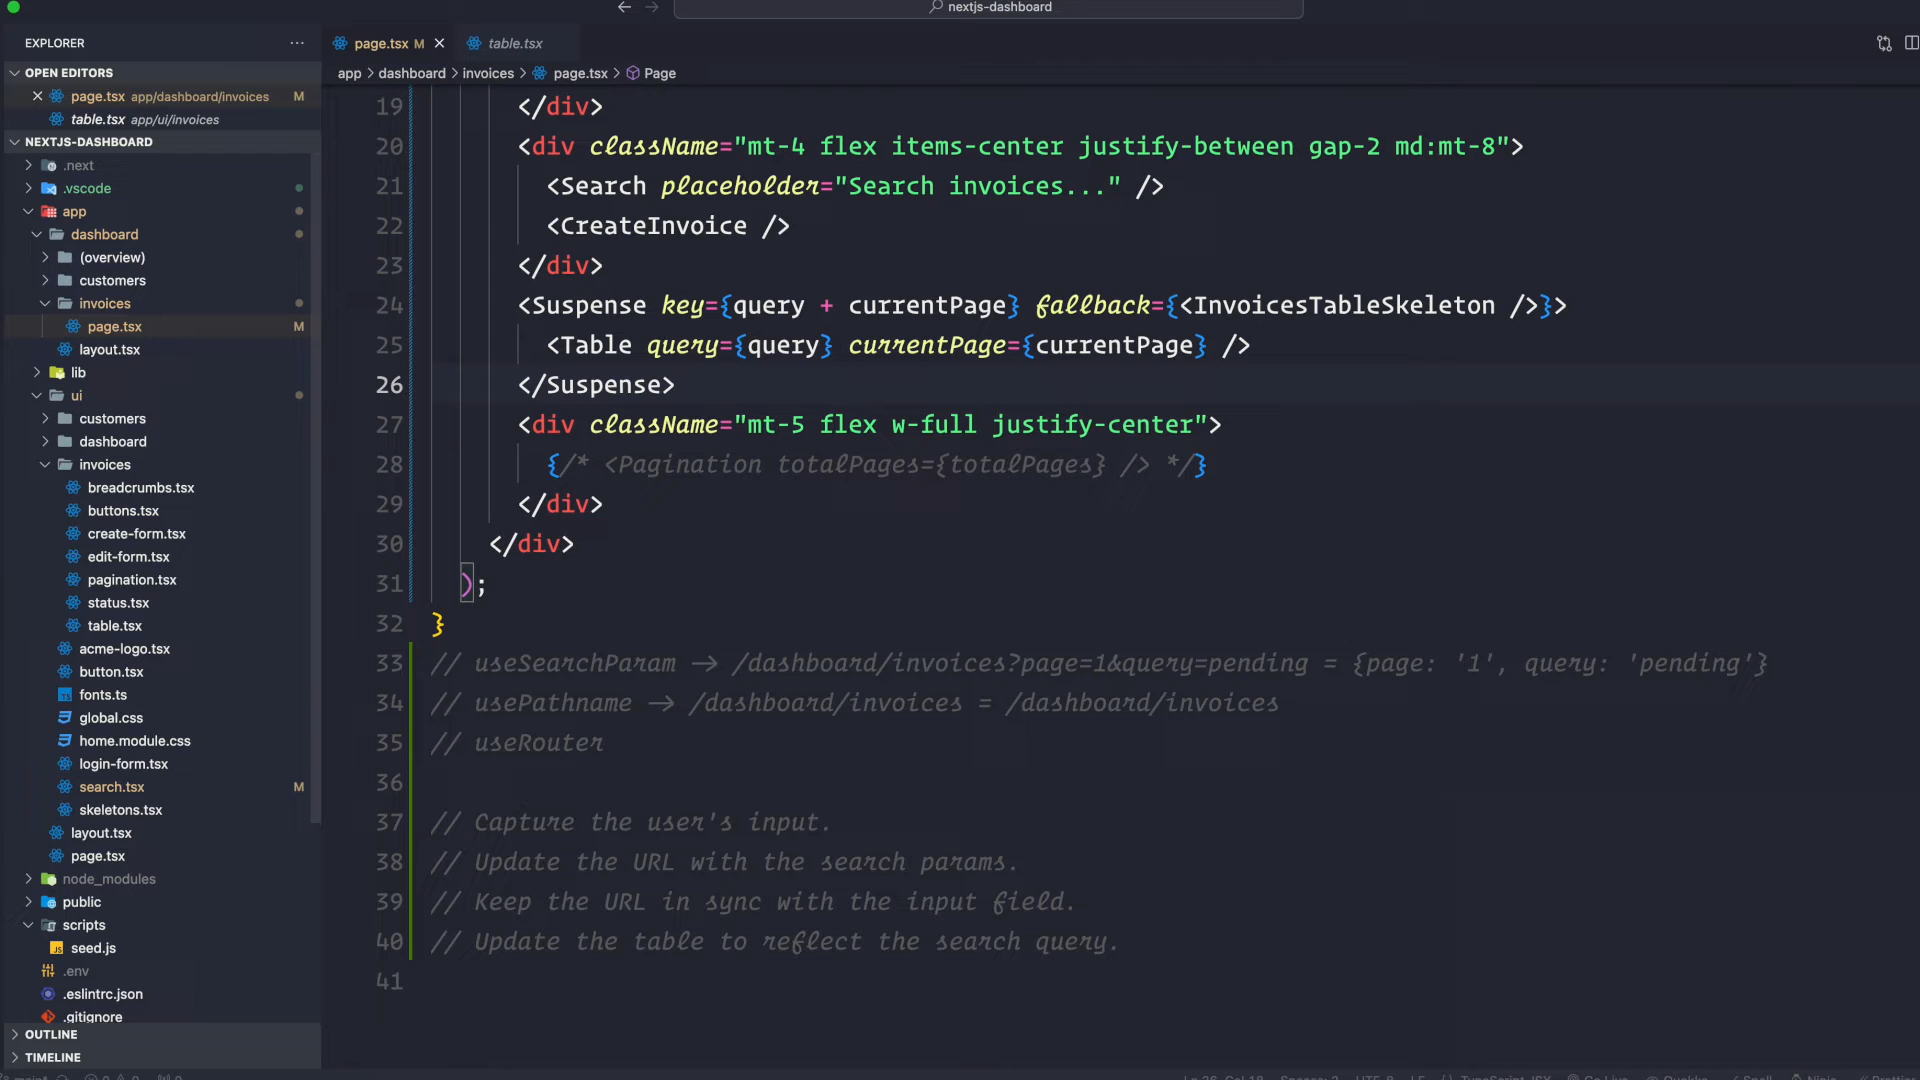 nextjs-dashboard
EXPLORER
page.tsx M
table.tsx
app > dashboard > invoices > page.tsx > Page
OPEN EDITORS
page.tsx app/dashboard/invoices M
table.tsx app/ui/invoices
NEXTJS-DASHBOARD
.next
.vscode
app
dashboard
(overview)
customers
invoices
page.tsx M
layout.tsx
lib
ui
customers
dashboard
invoices
breadcrumbs.tsx
buttons.tsx
create-form.tsx
edit-form.tsx
pagination.tsx
status.tsx
table.tsx
acme-logo.tsx
button.tsx
fonts.ts
global.css
home.module.css
login-form.tsx
search.tsx M
skeletons.tsx
layout.tsx
page.tsx
node_modules
public
scripts
seed.js
.env
.eslintrc.json
.gitignore
OUTLINE
TIMELINE
19 </div>
20 <div className="mt-4 flex items-center justify-between gap-2 md:mt-8">
21 <Search placeholder="Search invoices..." />
22 <CreateInvoice />
23 </div>
24 <Suspense key={query + currentPage} fallback={<InvoicesTableSkeleton />}>
25 <Table query={query} currentPage={currentPage} />
26 </Suspense>
27 <div className="mt-5 flex w-full justify-center">
28 {/* <Pagination totalPages={totalPages} /> */}
29 </div>
30 </div>
31 );
32 }
33 // useSearchParam -> /dashboard/invoices?page=1&query=pending = {page: '1', query: 'pending'}
34 // usePathname -> /dashboard/invoices = /dashboard/invoices
35 // useRouter
36
37 // Capture the user's input.
38 // Update the URL with the search params.
39 // Keep the URL in sync with the input field.
40 // Update the table to reflect the search query.
41